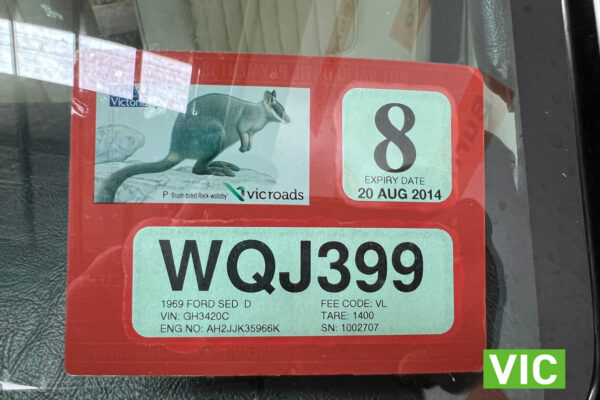 Victoria
8
EXPIRY DATE
20 AUG 2014
P Brush-tailed Rock-wallaby
vicroads
WQJ399
1969 FORD SED D
FEE CODE: VL
VIN: GH3420C
TARE: 1400
ENG NO: AH2JJK35966K
SN: 1002707
VIC